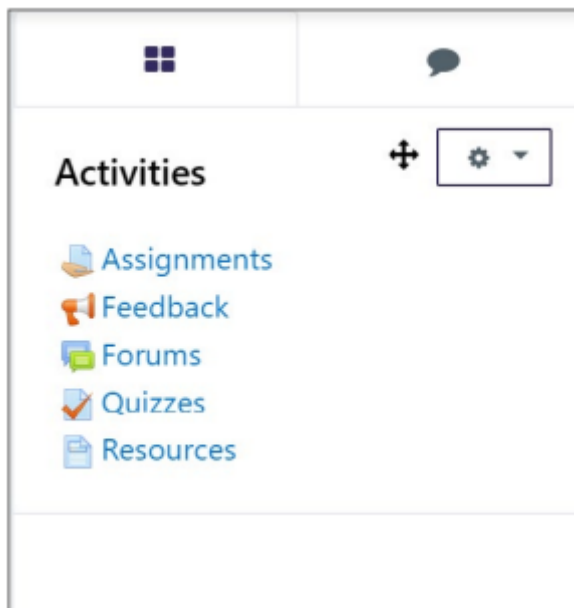 Activities
Assignments
Feedback
Forums
Quizzes
Resources